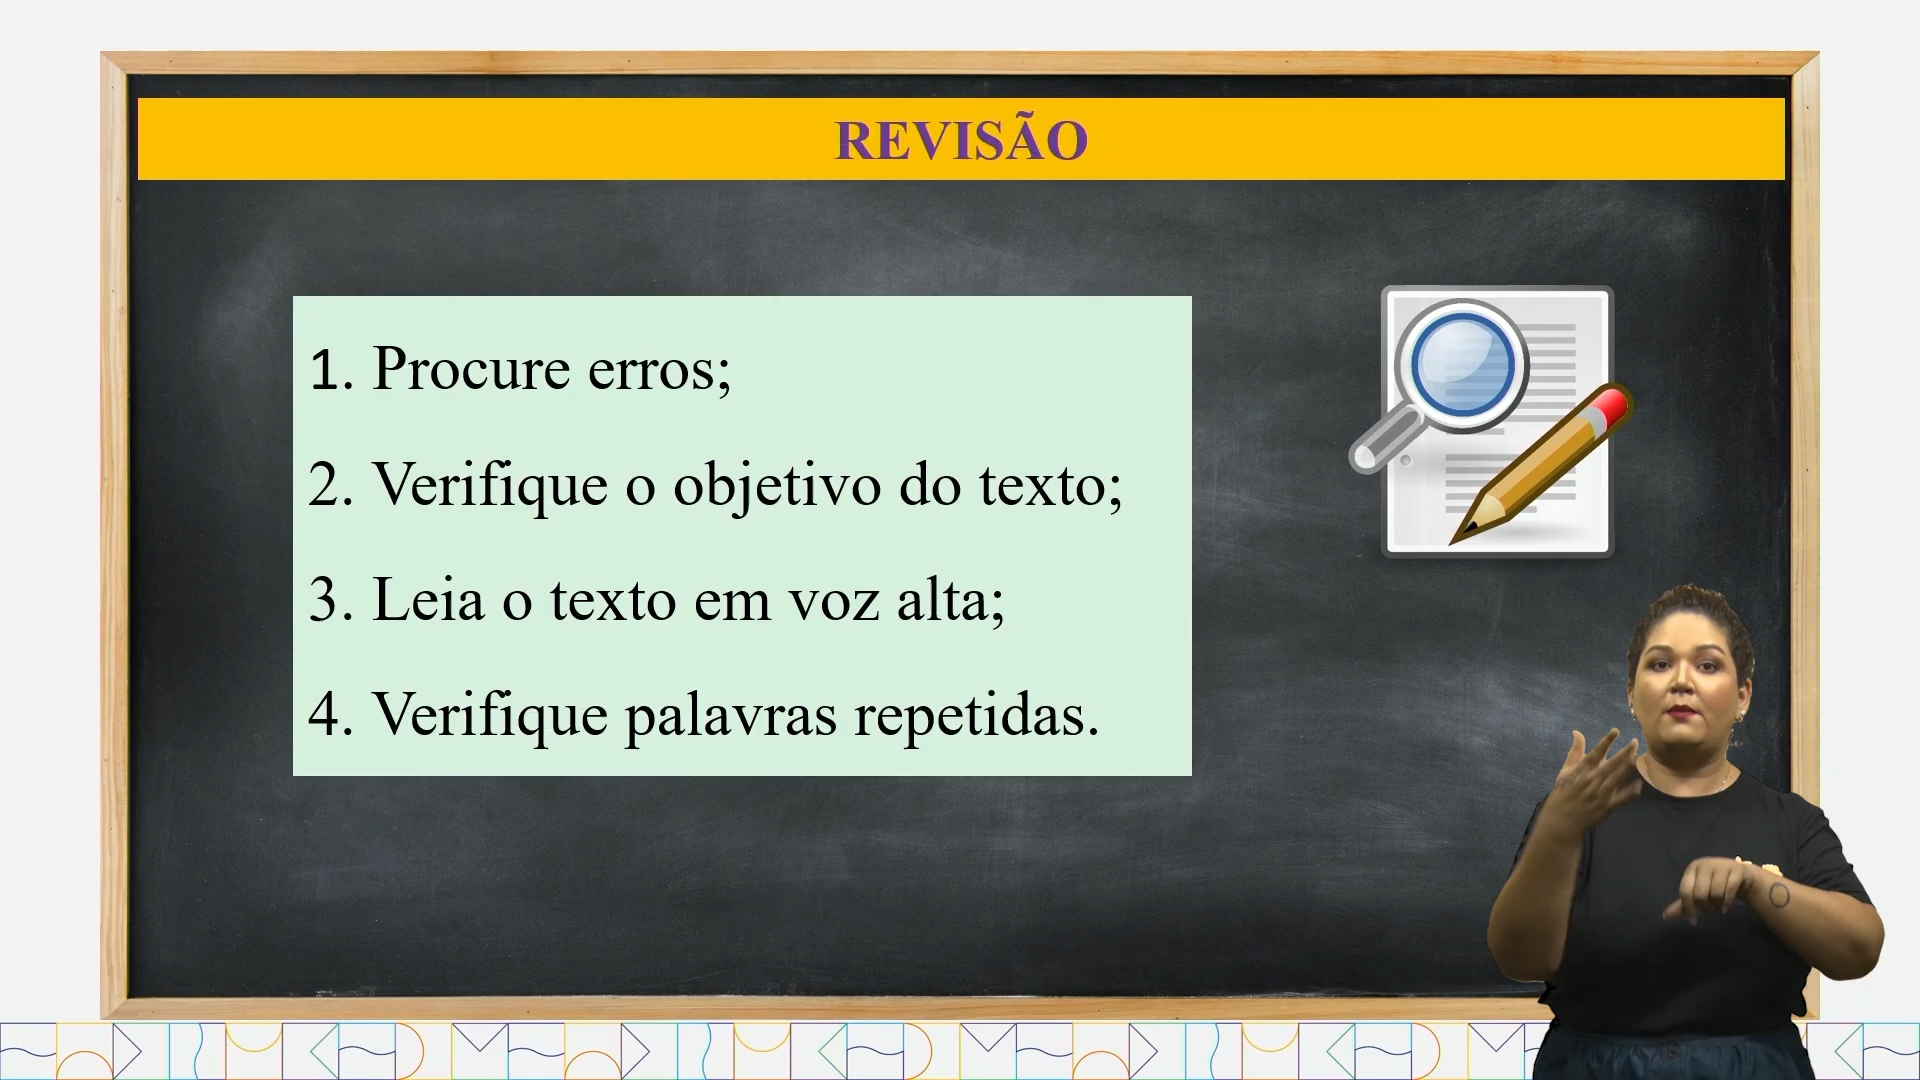 REVISÃO
1. Procure erros;
2. Verifique o objetivo do texto;
3. Leia o texto em voz alta;
4. Verifique palavras repetidas.